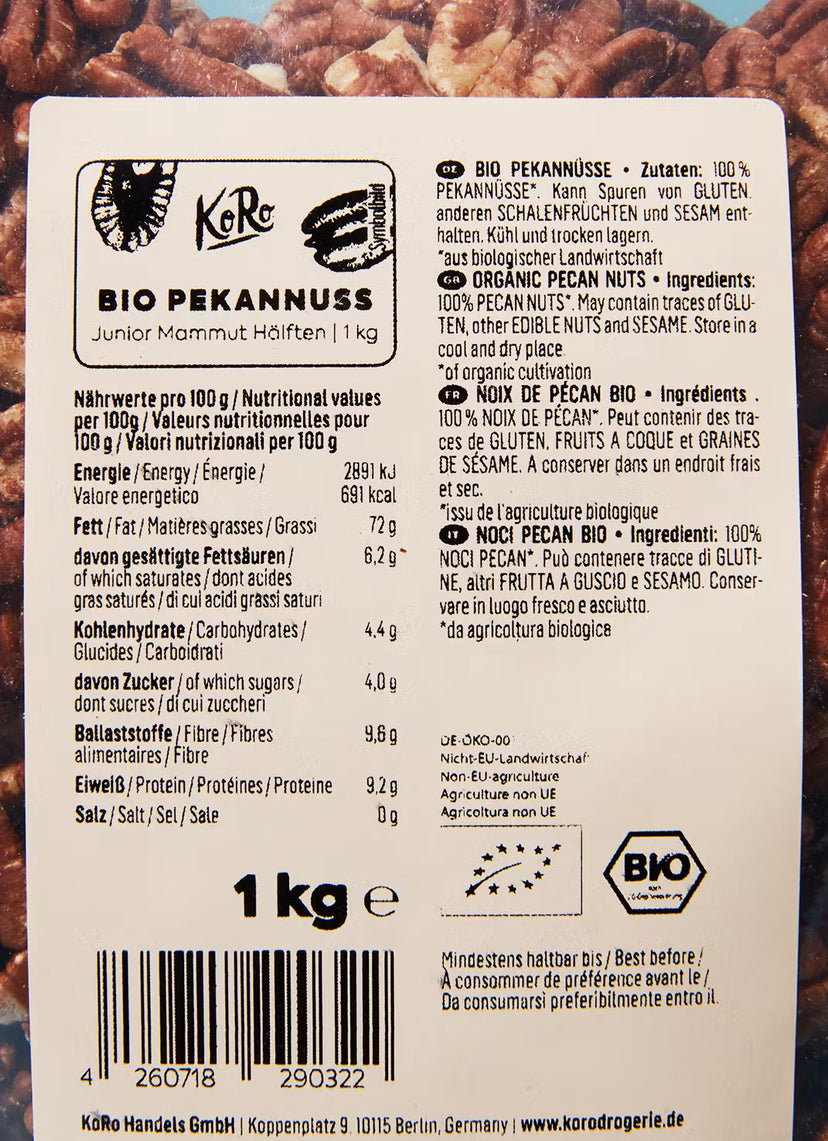 KoRo
Symbolbild
BIO PEKANNUSS
Junior Mammut Hälften | 1 kg
Nährwerte pro 100 g / Nutritional values
per 100g / Valeurs nutritionnelles pour
100 g / Valori nutrizionali per 100 g
Energie / Energy / Énergie / 2891 kJ
Valore energetico 691 kcal
Fett / Fat / Matières grasses / Grassi 72 g
davon gesättigte Fettsäuren / 6,2 g
of which saturates / dont acides
gras saturés / di cui acidi grassi saturi
Kohlenhydrate / Carbohydrates / 4,4 g
Glucides / Carboidrati
davon Zucker / of which sugars / 4,0 g
dont sucres / di cui zuccheri
Ballaststoffe / Fibre / Fibres 9,6 g
alimentaires / Fibre
Eiweiß / Protein / Protéines / Proteine 9,2 g
Salz / Salt / Sel / Sale 0 g
1 kg e
4 260718 290322
DE BIO PEKANNÜSSE • Zutaten: 100 %
PEKANNÜSSE*. Kann Spuren von GLUTEN.
anderen SCHALENFRÜCHTEN und SESAM ent-
halten. Kühl und trocken lagern.
*aus biologischer Landwirtschaft
GB ORGANIC PECAN NUTS • Ingredients:
100% PECAN NUTS*. May contain traces of GLU-
TEN, other EDIBLE NUTS and SESAME. Store in a
cool and dry place.
*of organic cultivation
FR NOIX DE PÉCAN BIO • Ingrédients .
100 % NOIX DE PÉCAN*. Peut contenir des tra-
ces de GLUTEN, FRUITS A COQUE et GRAINES
DE SÉSAME. A conserver dans un endroit frais
et sec.
*issu de l'agriculture biologique
IT NOCI PECAN BIO • Ingredienti: 100%
NOCI PECAN*. Può contenere tracce di GLUTI-
NE, altri FRUTTA A GUSCIO e SESAMO. Conser-
vare in luogo fresco e asciutto.
*da agricoltura biologica
DE-ÖKO-00
Nicht-EU-Landwirtschaf
Non-EU-agriculture
Agriculture non UE
Agricoltura non UE
BIO
nach
Mindestens haltbar bis / Best before /
À consommer de préférence avant le /
Da consumarsi preferibilmente entro il.
KoRo Handels GmbH | Koppenplatz 9, 10115 Berlin, Germany | www.korodrogerie.de